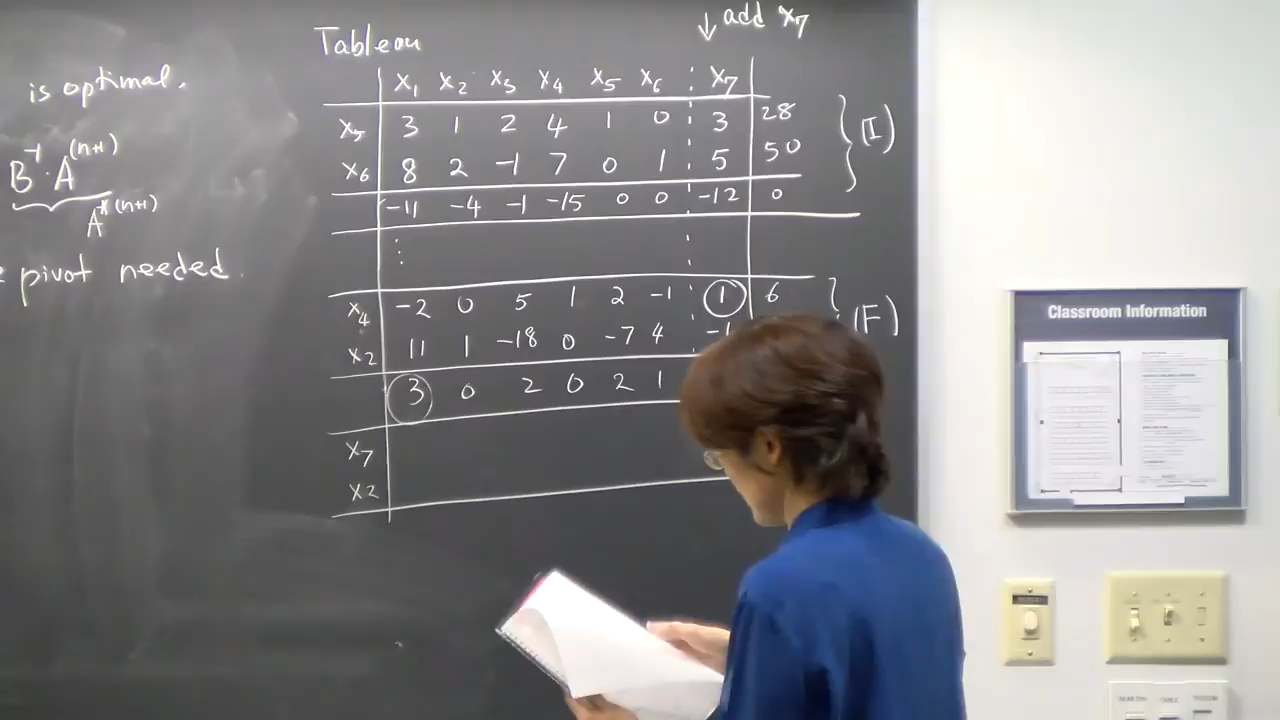 is optimal.
B⁻¹·A⁽ⁿ⁺¹⁾
A*⁽ⁿ⁺¹⁾
pivot needed
↓ add x₇
Tableau
x₁ x₂ x₃ x₄ x₅ x₆ x₇
x₅ 3 1 2 4 1 0 3 28
x₆ 8 2 -1 7 0 1 5 50
(I)
-11 -4 -1 -15 0 0 -12 0
x₄ -2 0 5 1 2 -1 1 6
(F)
x₂ 11 1 -18 0 -7 4 -1
3 0 2 0 2 1
x₇
x₂
Classroom Information